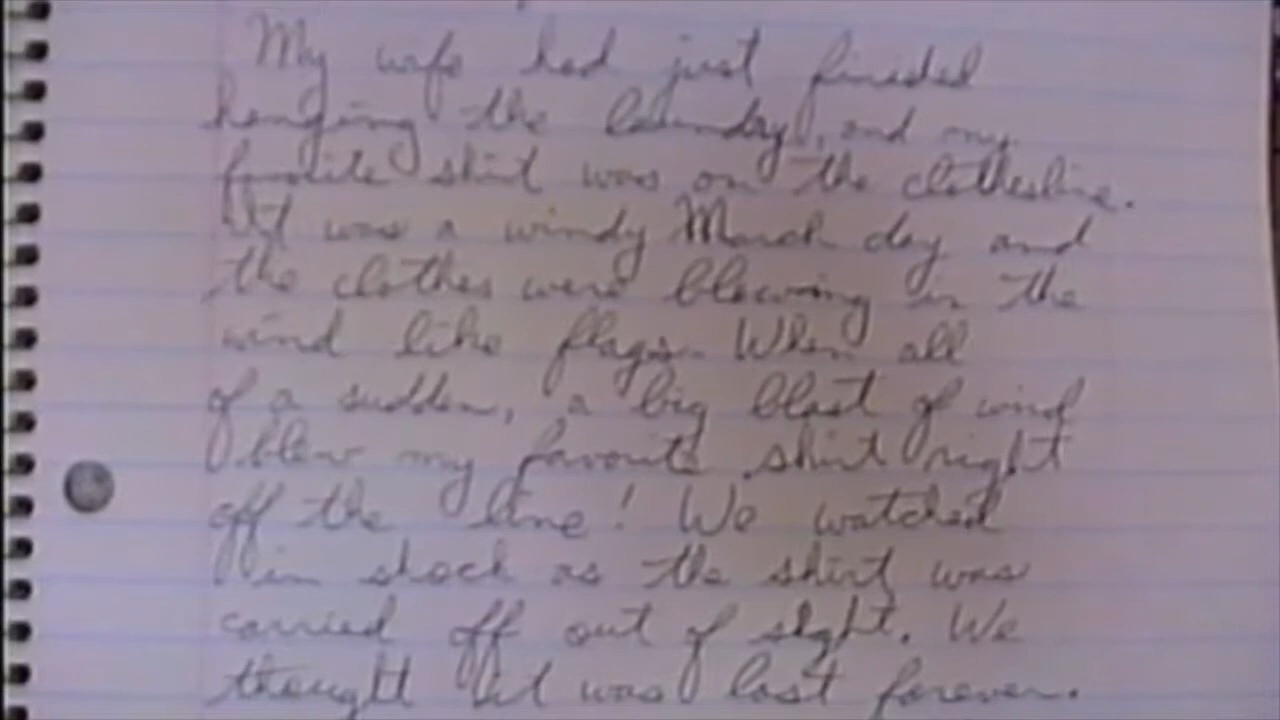 My wife had just finished
hanging the laundry, and my
favorite shirt was on the clothesline.
It was a windy March day and
the clothes were blowing in the
wind like flags. When all
of a sudden, a big blast of wind
blew my favorite shirt right
off the line! We watched
in shock as the shirt was
carried off out of sight. We
thought it was lost forever.